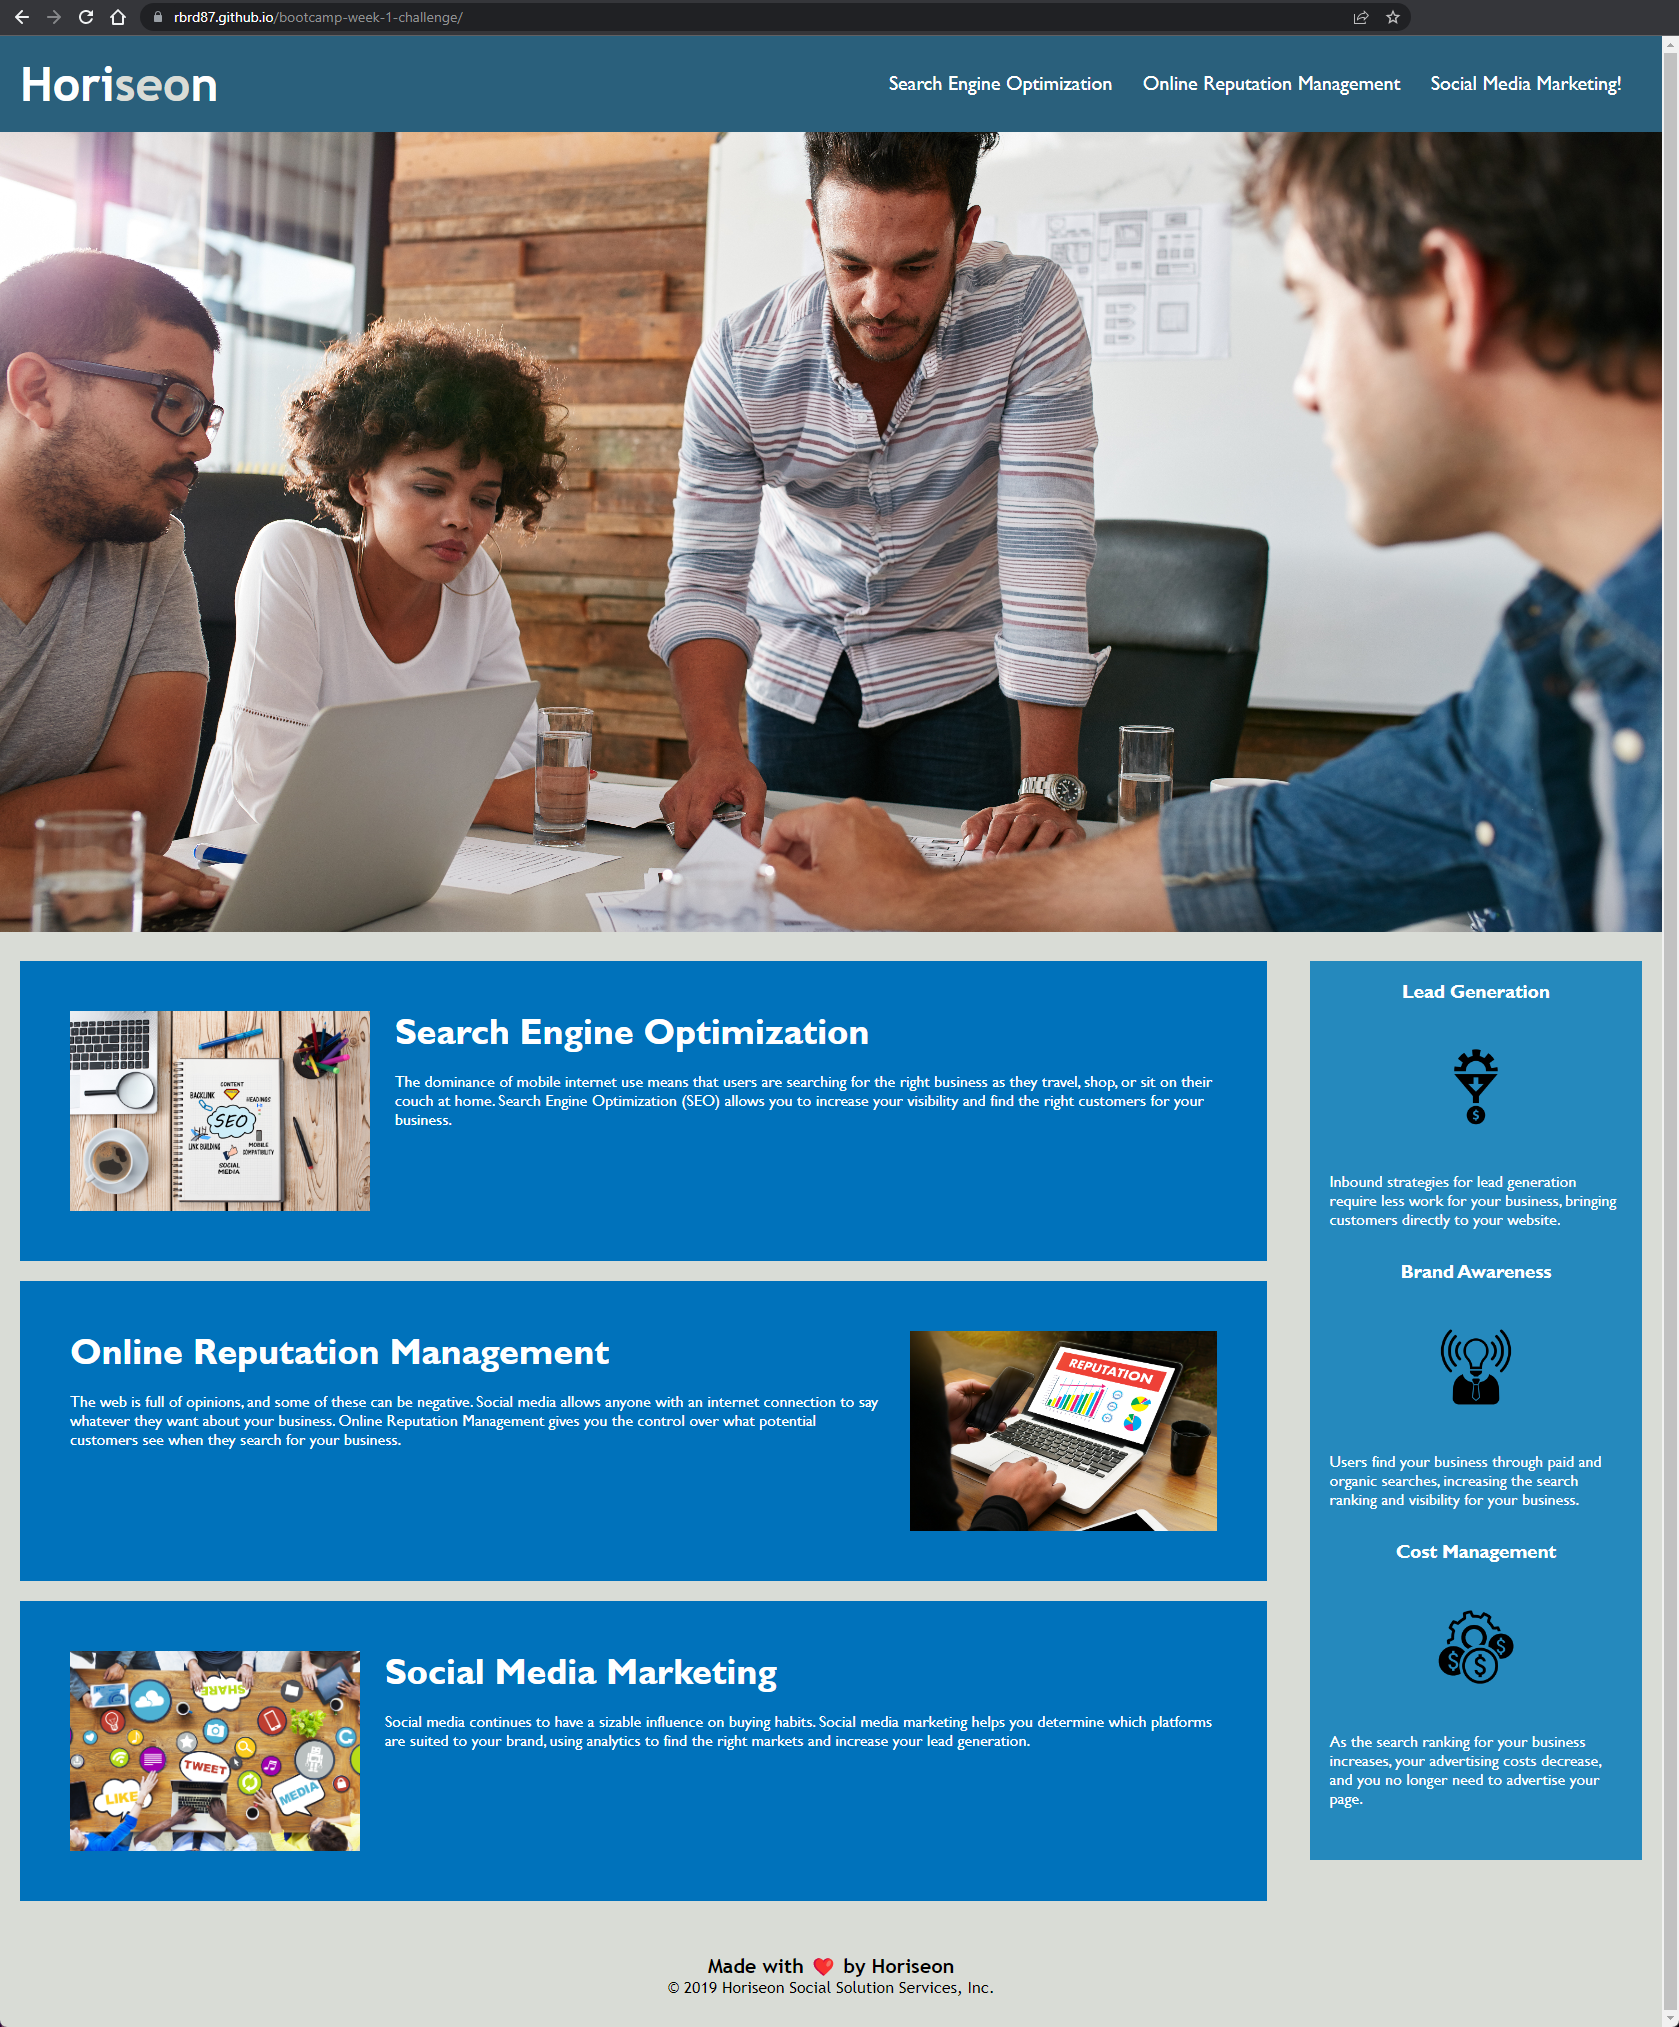 rbrd87.github.io/bootcamp-week-1-challenge/
Horiseon
Search Engine Optimization
Online Reputation Management
Social Media Marketing!
CONTENT
BACKLINK
HEADINGS
SEO
LINK BUILDING
MOBILE
COMPATIBILITY
SOCIAL
MEDIA
Search Engine Optimization
The dominance of mobile internet use means that users are searching for the right business as they travel, shop, or sit on their
couch at home. Search Engine Optimization (SEO) allows you to increase your visibility and find the right customers for your
business.
Online Reputation Management
The web is full of opinions, and some of these can be negative. Social media allows anyone with an internet connection to say
whatever they want about your business. Online Reputation Management gives you the control over what potential
customers see when they search for your business.
REPUTATION
SHARE
TWEET
LIKE
MEDIA
Social Media Marketing
Social media continues to have a sizable influence on buying habits. Social media marketing helps you determine which platforms
are suited to your brand, using analytics to find the right markets and increase your lead generation.
Lead Generation
$
Inbound strategies for lead generation
require less work for your business, bringing
customers directly to your website.
Brand Awareness
Users find your business through paid and
organic searches, increasing the search
ranking and visibility for your business.
Cost Management
$
$
$
As the search ranking for your business
increases, your advertising costs decrease,
and you no longer need to advertise your
page.
Made with ❤️ by Horiseon
© 2019 Horiseon Social Solution Services, Inc.